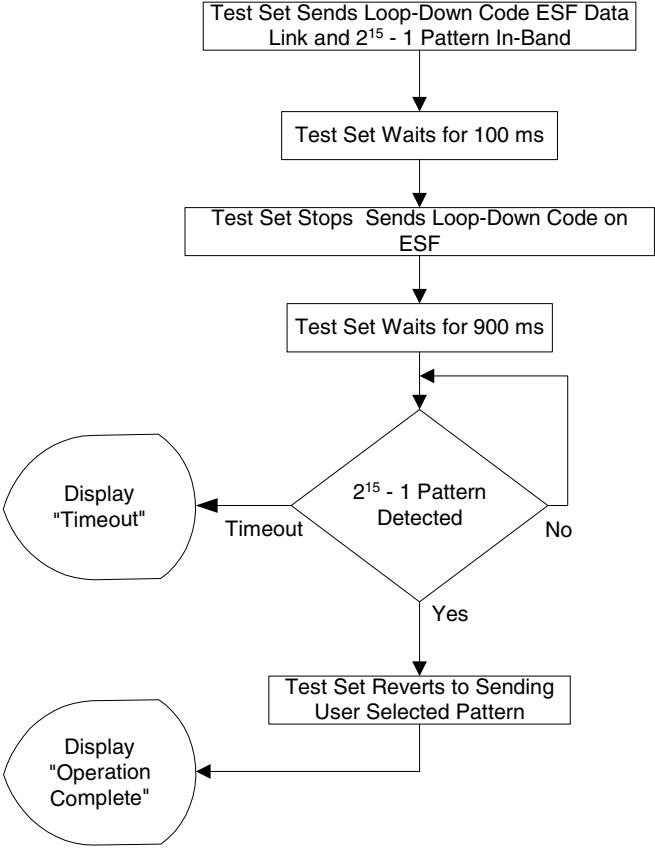 Test Set Sends Loop-Down Code ESF Data
Link and 2¹⁵ - 1 Pattern In-Band
Test Set Waits for 100 ms
Test Set Stops  Sends Loop-Down Code on
ESF
Test Set Waits for 900 ms
2¹⁵ - 1 Pattern
Detected
Display
"Timeout"
Timeout
No
Yes
Test Set Reverts to Sending
User Selected Pattern
Display
"Operation
Complete"